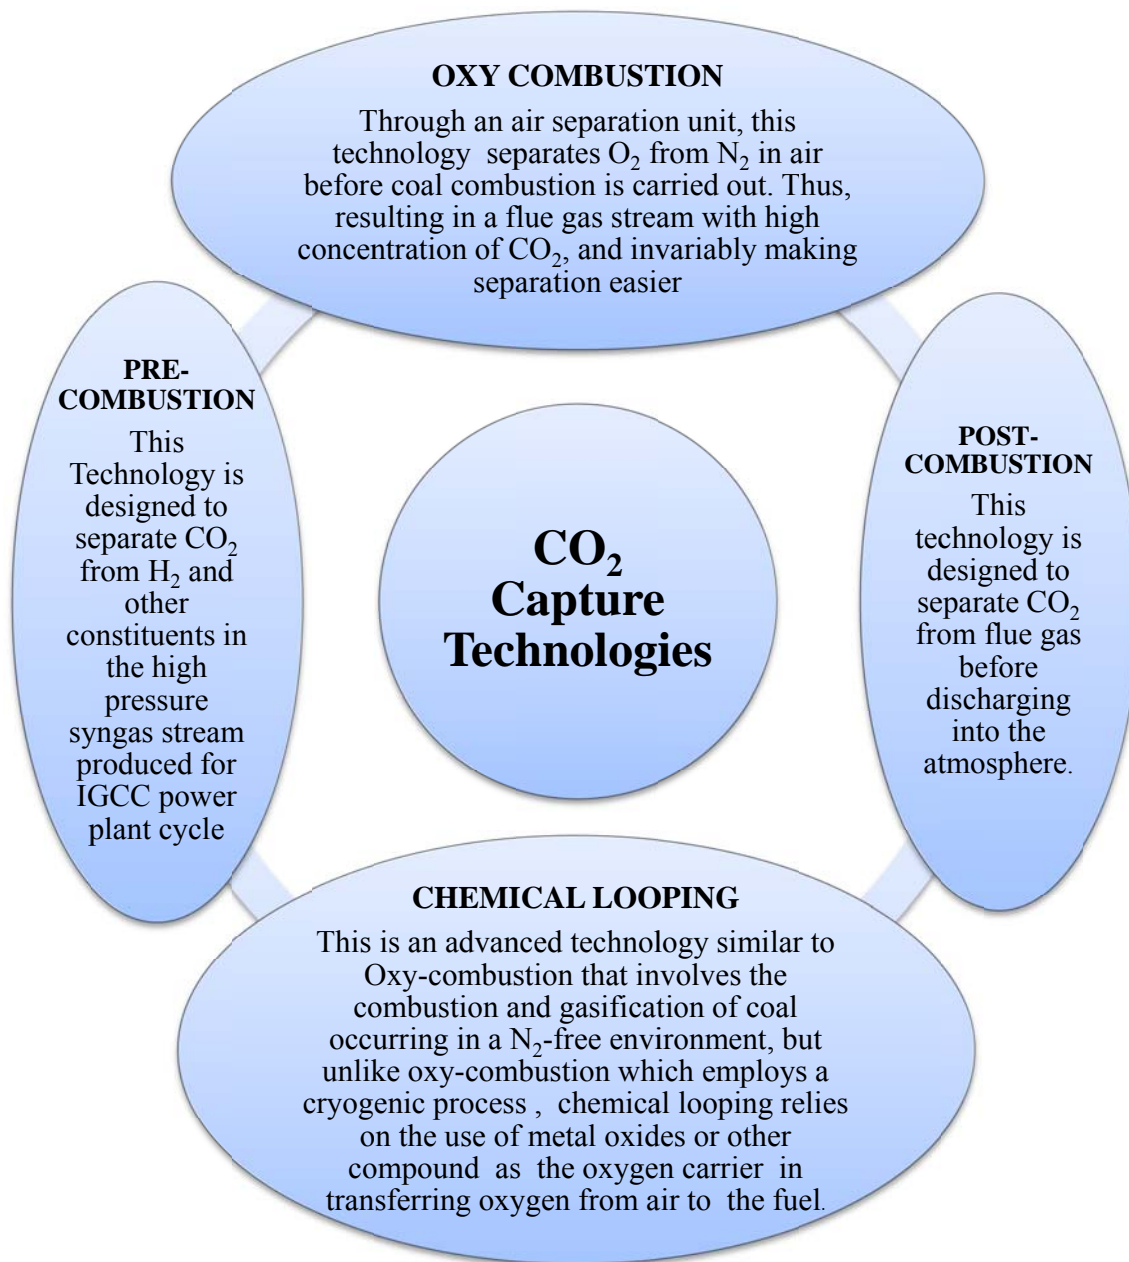 OXY COMBUSTION
Through an air separation unit, this
technology separates O₂ from N₂ in air
before coal combustion is carried out. Thus,
resulting in a flue gas stream with high
concentration of CO₂, and invariably making
separation easier
PRE-
COMBUSTION
This
Technology is
designed to
separate CO₂
from H₂ and
other
constituents in
the high
pressure
syngas stream
produced for
IGCC power
plant cycle
CO₂
Capture
Technologies
POST-
COMBUSTION
This
technology is
designed to
separate CO₂
from flue gas
before
discharging
into the
atmosphere.
CHEMICAL LOOPING
This is an advanced technology similar to
Oxy-combustion that involves the
combustion and gasification of coal
occurring in a N₂-free environment, but
unlike oxy-combustion which employs a
cryogenic process , chemical looping relies
on the use of metal oxides or other
compound as the oxygen carrier in
transferring oxygen from air to the fuel.